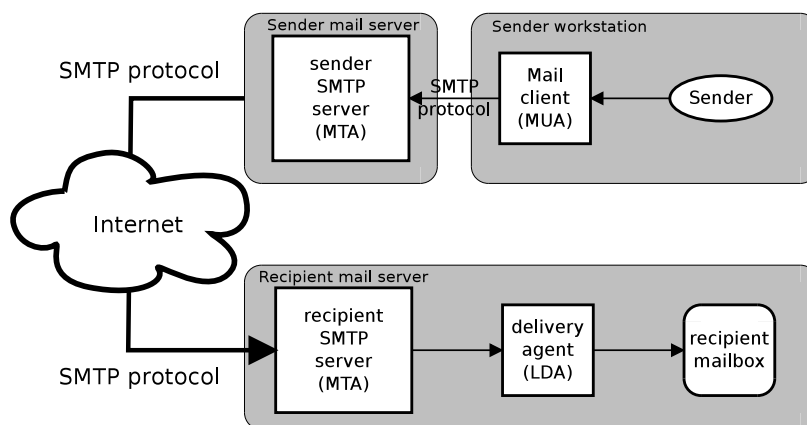 Sender mail server
Sender workstation
SMTP protocol
sender
SMTP
server
(MTA)
SMTP
protocol
Mail
client
(MUA)
Sender
Internet
Recipient mail server
recipient
SMTP
server
(MTA)
delivery
agent
(LDA)
recipient
mailbox
SMTP protocol